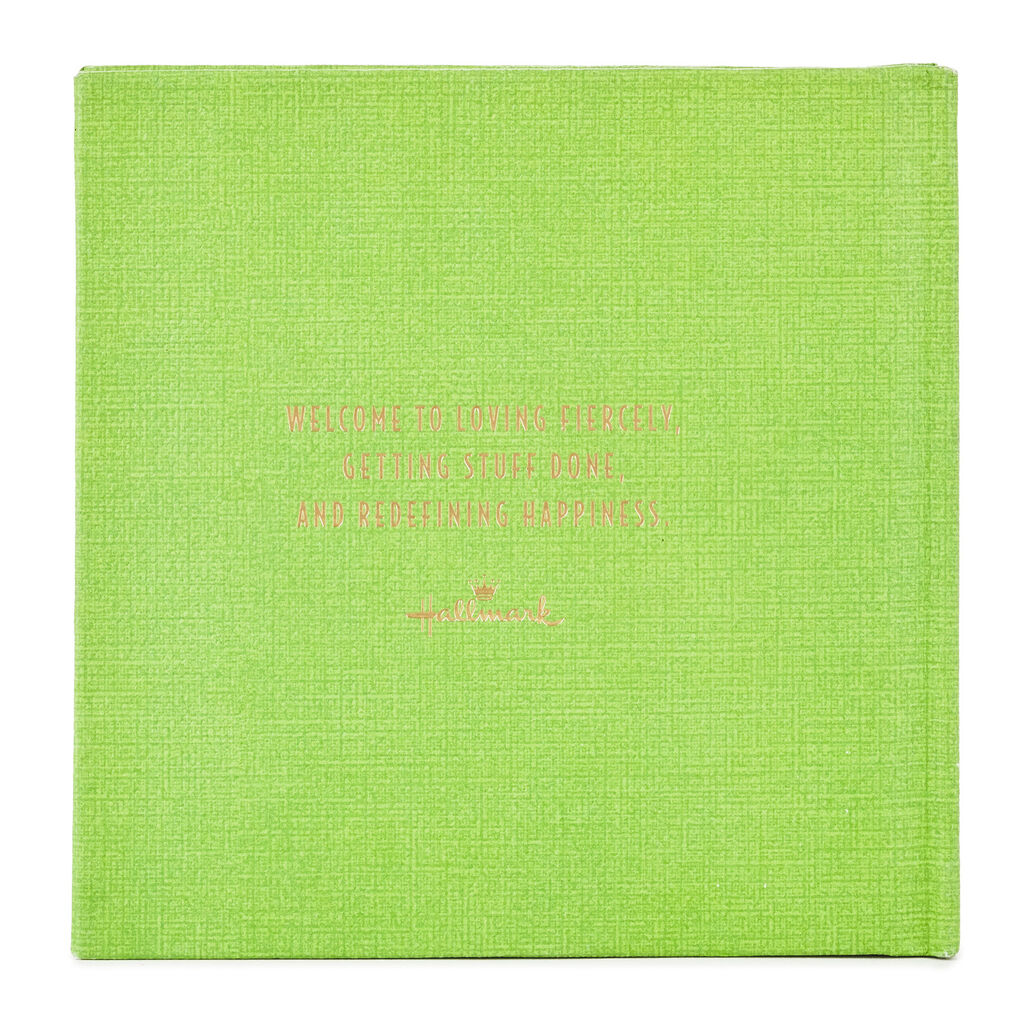 WELCOME TO LOVING FIERCELY,
GETTING STUFF DONE,
AND REDEFINING HAPPINESS.
Hallmark